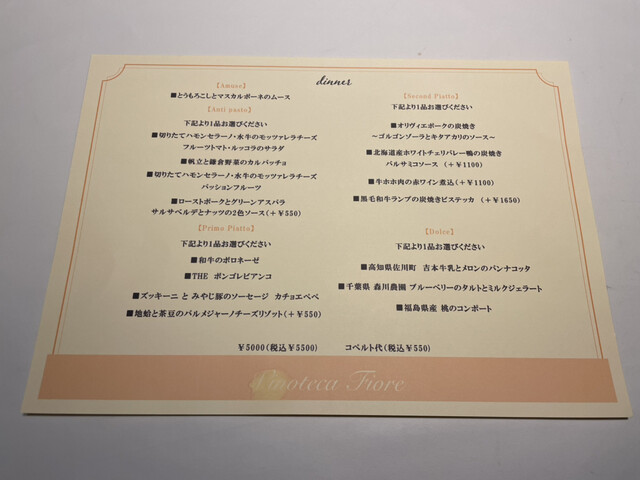 dinner
【Amuse】
■とうもろこしとマスカルポーネのムース
【Anti pasto】
下記より1品お選びください
■切りたてハモンセラーノ・水牛のモッツァレラチーズ
フルーツトマト・ルッコラのサラダ
■帆立と鎌倉野菜のカルパッチョ
■切りたてハモンセラーノ・水牛のモッツァレラチーズ
パッションフルーツ
■ローストポークとグリーンアスパラ
サルサベルデとナッツの2色ソース(+¥550)
【Primo Piatto】
下記より1品お選びください
■和牛のボロネーゼ
■THE ボンゴレビアンコ
■ズッキーニ と みやじ豚のソーセージ カチョエペペ
■地蛤と茶豆のパルメジャーノチーズリゾット(+¥550)
【Second Piatto】
下記より1品お選びください
■オリヴィエポークの炭焼き
～ゴルゴンゾーラとキタアカリのソース～
■北海道産ホワイトチェリバレー鴨の炭焼き
バルサミコソース (+¥1100)
■牛ホホ肉の赤ワイン煮込(+¥1100)
■黒毛和牛ランプの炭焼きビステッカ (+¥1650)
【Dolce】
下記より1品お選びください
■高知県佐川町 吉本牛乳とメロンのパンナコッタ
■千葉県 森川農園 ブルーベリーのタルトとミルクジェラート
■福島県産 桃のコンポート
¥5000(税込¥5500) コペルト代(税込¥550)
Enoteca Fiore